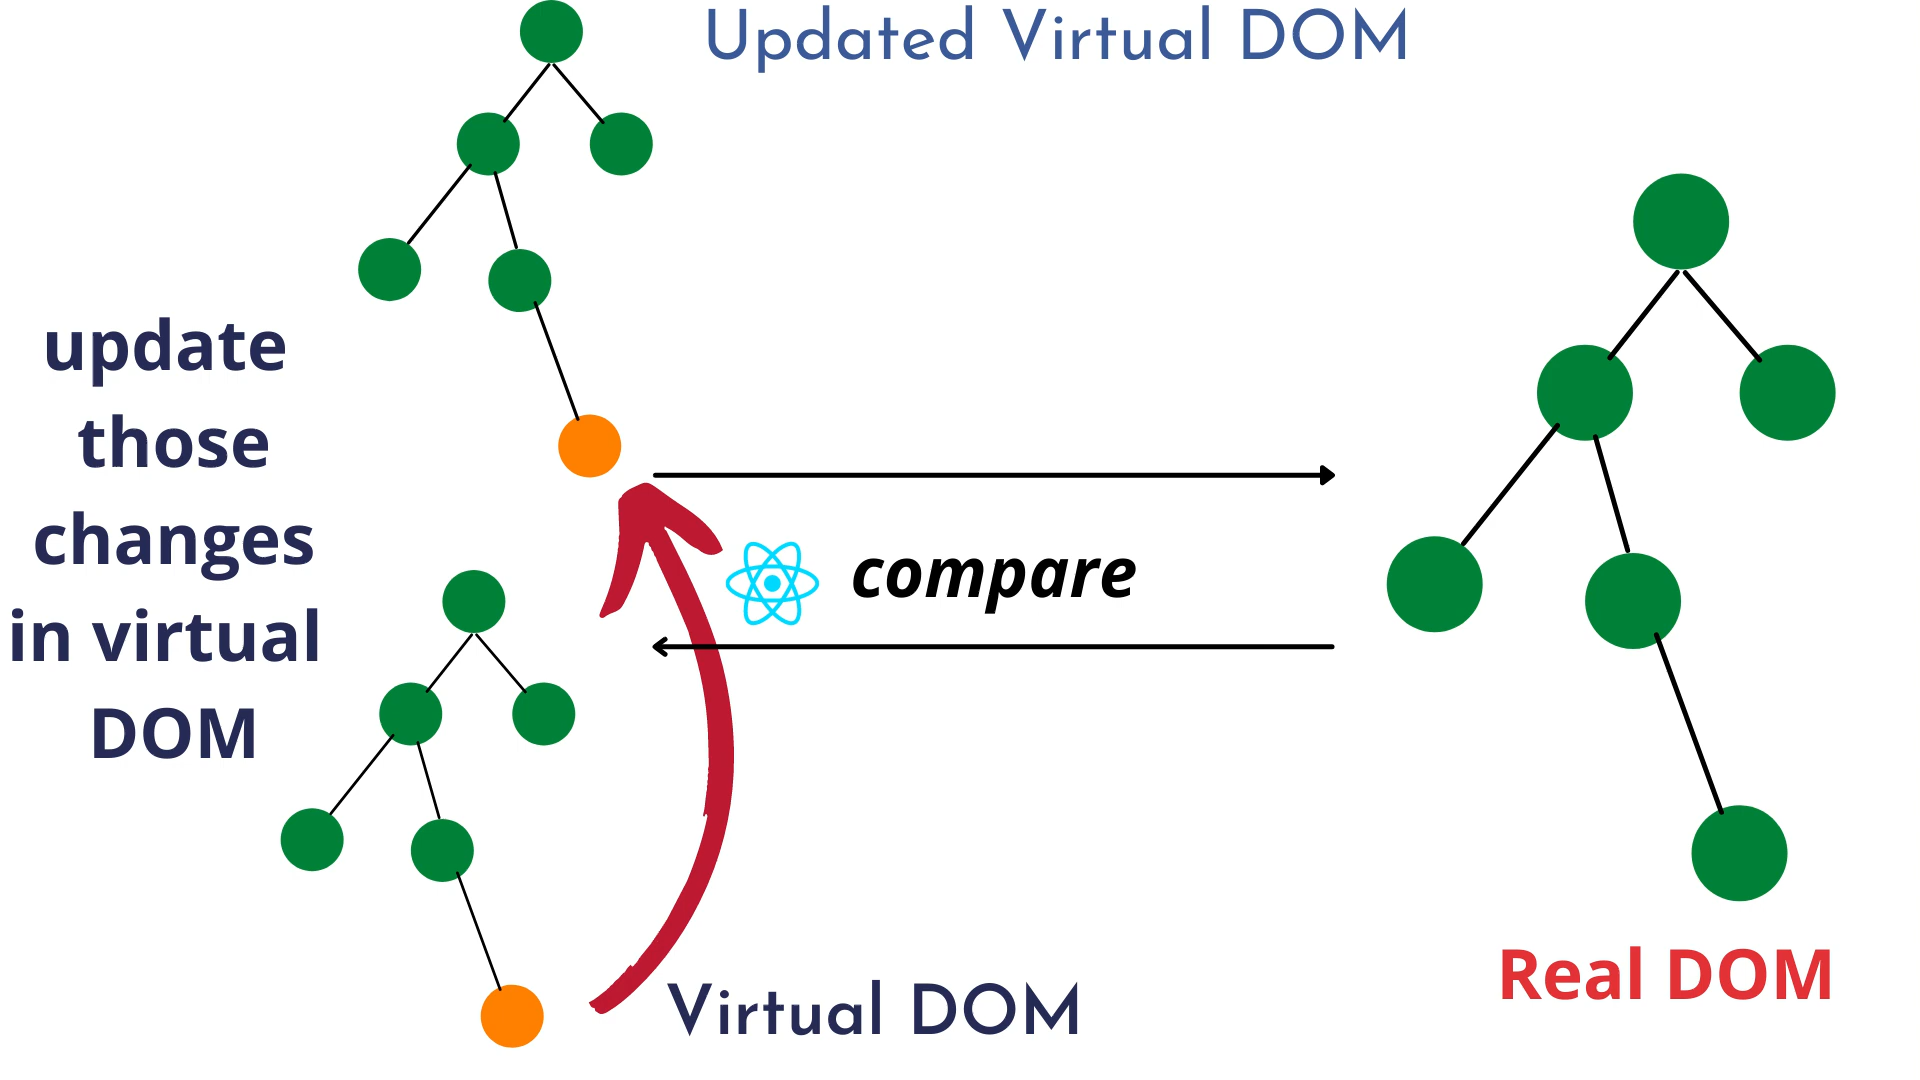 Updated Virtual DOM
update
those
changes
in virtual
DOM
compare
Virtual DOM
Real DOM